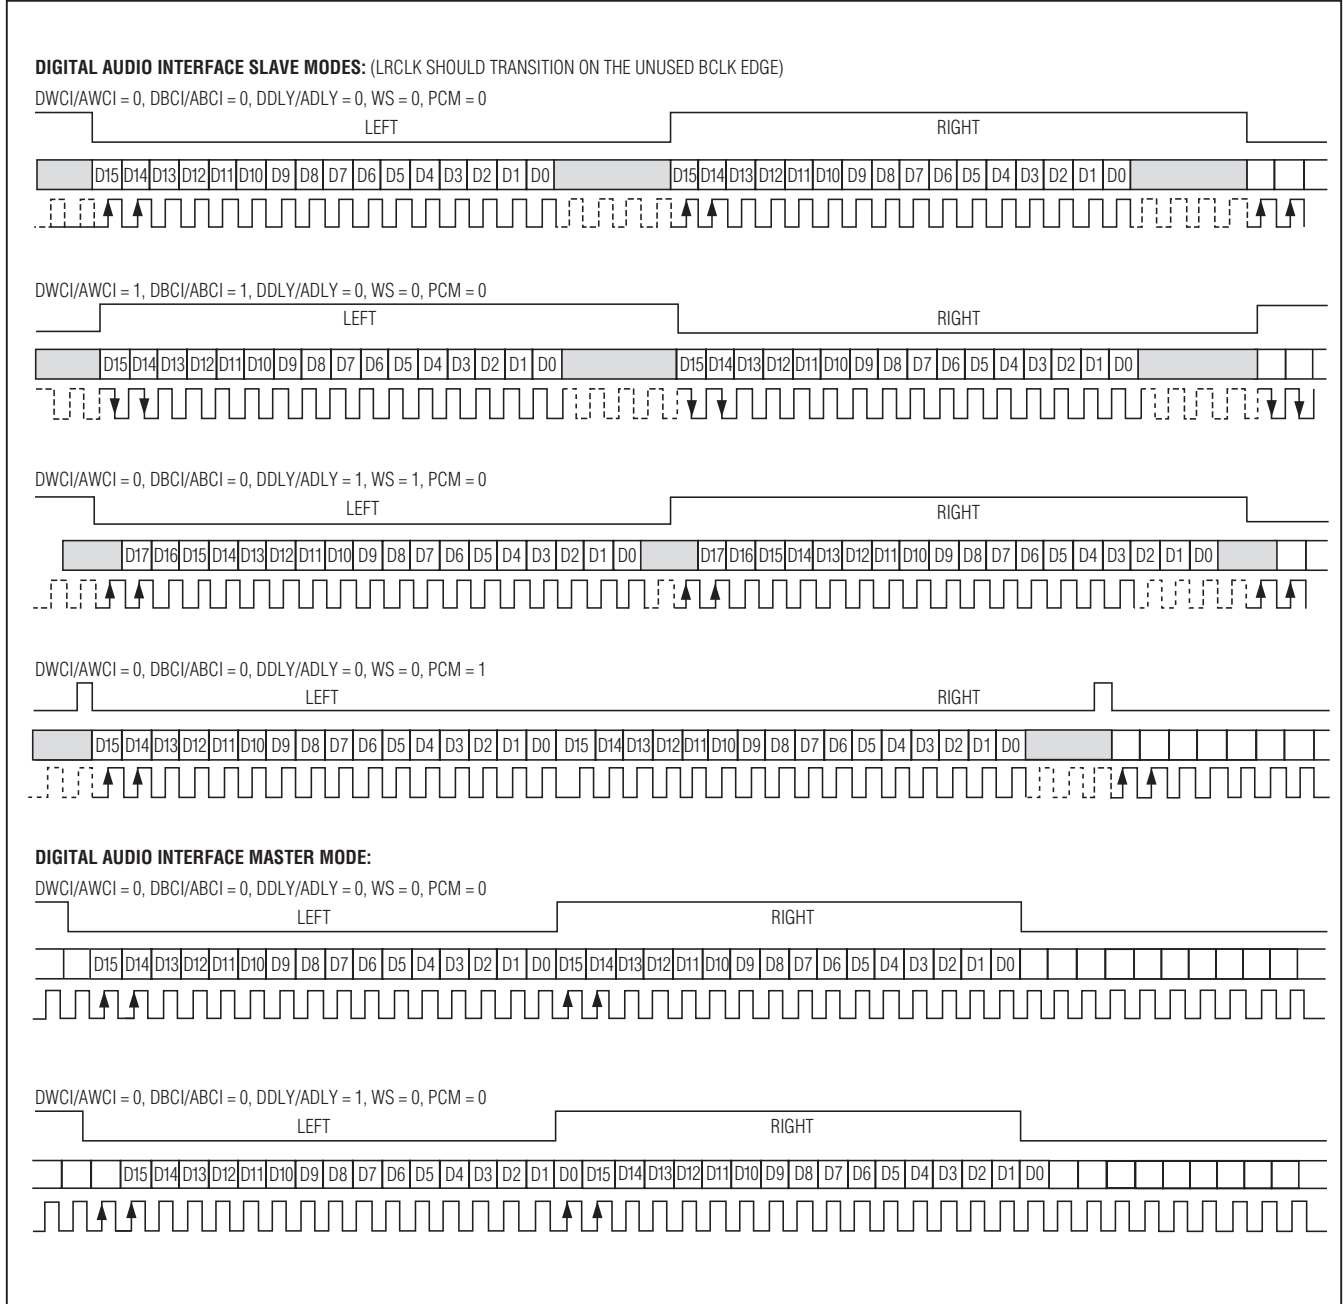 DIGITAL AUDIO INTERFACE SLAVE MODES: (LRCLK SHOULD TRANSITION ON THE UNUSED BCLK EDGE)
DWCI/AWCI = 0, DBCI/ABCI = 0, DDLY/ADLY = 0, WS = 0, PCM = 0
LEFT RIGHT
D15 D14 D13 D12 D11 D10 D9 D8 D7 D6 D5 D4 D3 D2 D1 D0 D15 D14 D13 D12 D11 D10 D9 D8 D7 D6 D5 D4 D3 D2 D1 D0
DWCI/AWCI = 1, DBCI/ABCI = 1, DDLY/ADLY = 0, WS = 0, PCM = 0
LEFT RIGHT
D15 D14 D13 D12 D11 D10 D9 D8 D7 D6 D5 D4 D3 D2 D1 D0 D15 D14 D13 D12 D11 D10 D9 D8 D7 D6 D5 D4 D3 D2 D1 D0
DWCI/AWCI = 0, DBCI/ABCI = 0, DDLY/ADLY = 1, WS = 1, PCM = 0
LEFT RIGHT
D17 D16 D15 D14 D13 D12 D11 D10 D9 D8 D7 D6 D5 D4 D3 D2 D1 D0 D17 D16 D15 D14 D13 D12 D11 D10 D9 D8 D7 D6 D5 D4 D3 D2 D1 D0
DWCI/AWCI = 0, DBCI/ABCI = 0, DDLY/ADLY = 0, WS = 0, PCM = 1
LEFT RIGHT
D15 D14 D13 D12 D11 D10 D9 D8 D7 D6 D5 D4 D3 D2 D1 D0 D15 D14 D13 D12 D11 D10 D9 D8 D7 D6 D5 D4 D3 D2 D1 D0
DIGITAL AUDIO INTERFACE MASTER MODE:
DWCI/AWCI = 0, DBCI/ABCI = 0, DDLY/ADLY = 0, WS = 0, PCM = 0
LEFT RIGHT
D15 D14 D13 D12 D11 D10 D9 D8 D7 D6 D5 D4 D3 D2 D1 D0 D15 D14 D13 D12 D11 D10 D9 D8 D7 D6 D5 D4 D3 D2 D1 D0
DWCI/AWCI = 0, DBCI/ABCI = 0, DDLY/ADLY = 1, WS = 0, PCM = 0
LEFT RIGHT
D15 D14 D13 D12 D11 D10 D9 D8 D7 D6 D5 D4 D3 D2 D1 D0 D15 D14 D13 D12 D11 D10 D9 D8 D7 D6 D5 D4 D3 D2 D1 D0